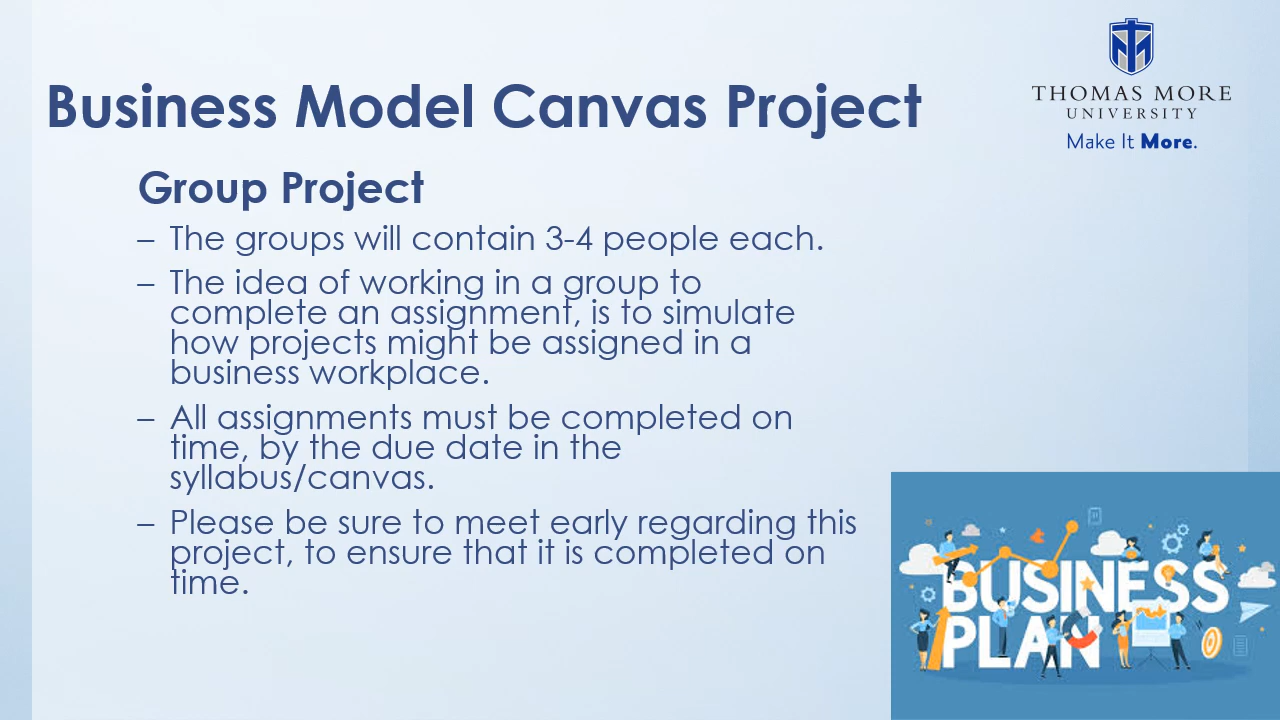 Business Model Canvas Project
THOMAS MORE
UNIVERSITY
Make It More.
Group Project
– The groups will contain 3-4 people each.
– The idea of working in a group to
complete an assignment, is to simulate
how projects might be assigned in a
business workplace.
– All assignments must be completed on
time, by the due date in the
syllabus/canvas.
– Please be sure to meet early regarding this
project, to ensure that it is completed on
time.
BUSINESS
PLAN